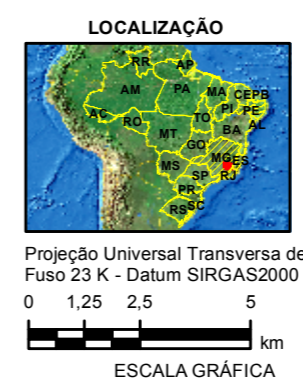 LOCALIZAÇÃO
RR AP
AM PA MA CE PB
AC RO TO PI PE
AL
MT BA
GO
MS MG ES
SP RJ
PR
RS SC
Projeção Universal Transversa de
Fuso 23 K - Datum SIRGAS2000
0 1,25 2,5 5
km
ESCALA GRÁFICA